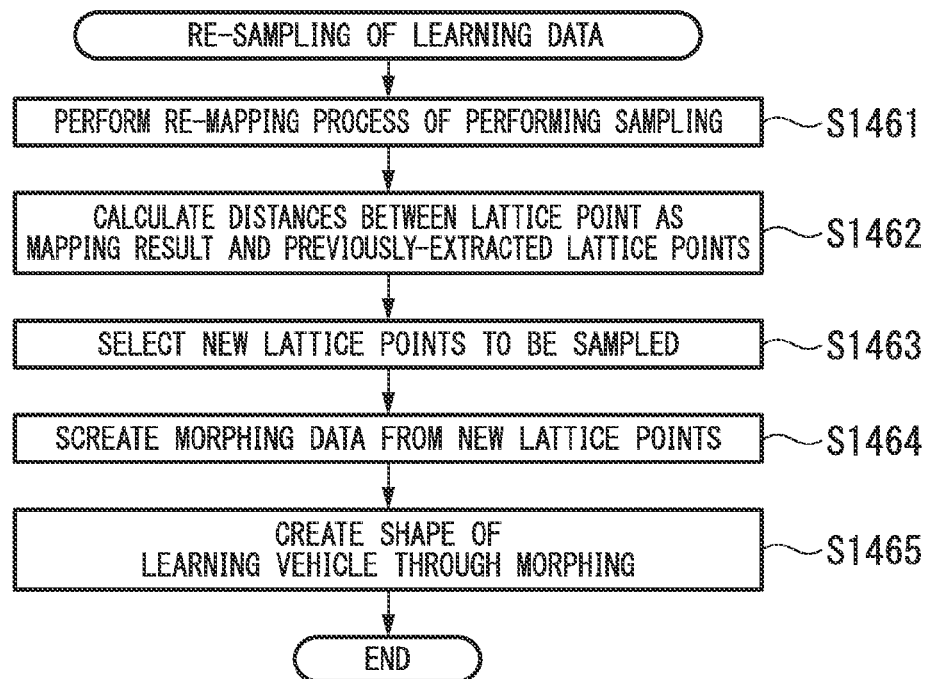 RE-SAMPLING OF LEARNING DATA
PERFORM RE-MAPPING PROCESS OF PERFORMING SAMPLING
S1461
CALCULATE DISTANCES BETWEEN LATTICE POINT AS
MAPPING RESULT AND PREVIOUSLY-EXTRACTED LATTICE POINTS
S1462
SELECT NEW LATTICE POINTS TO BE SAMPLED
S1463
SCREATE MORPHING DATA FROM NEW LATTICE POINTS
S1464
CREATE SHAPE OF
LEARNING VEHICLE THROUGH MORPHING
S1465
END